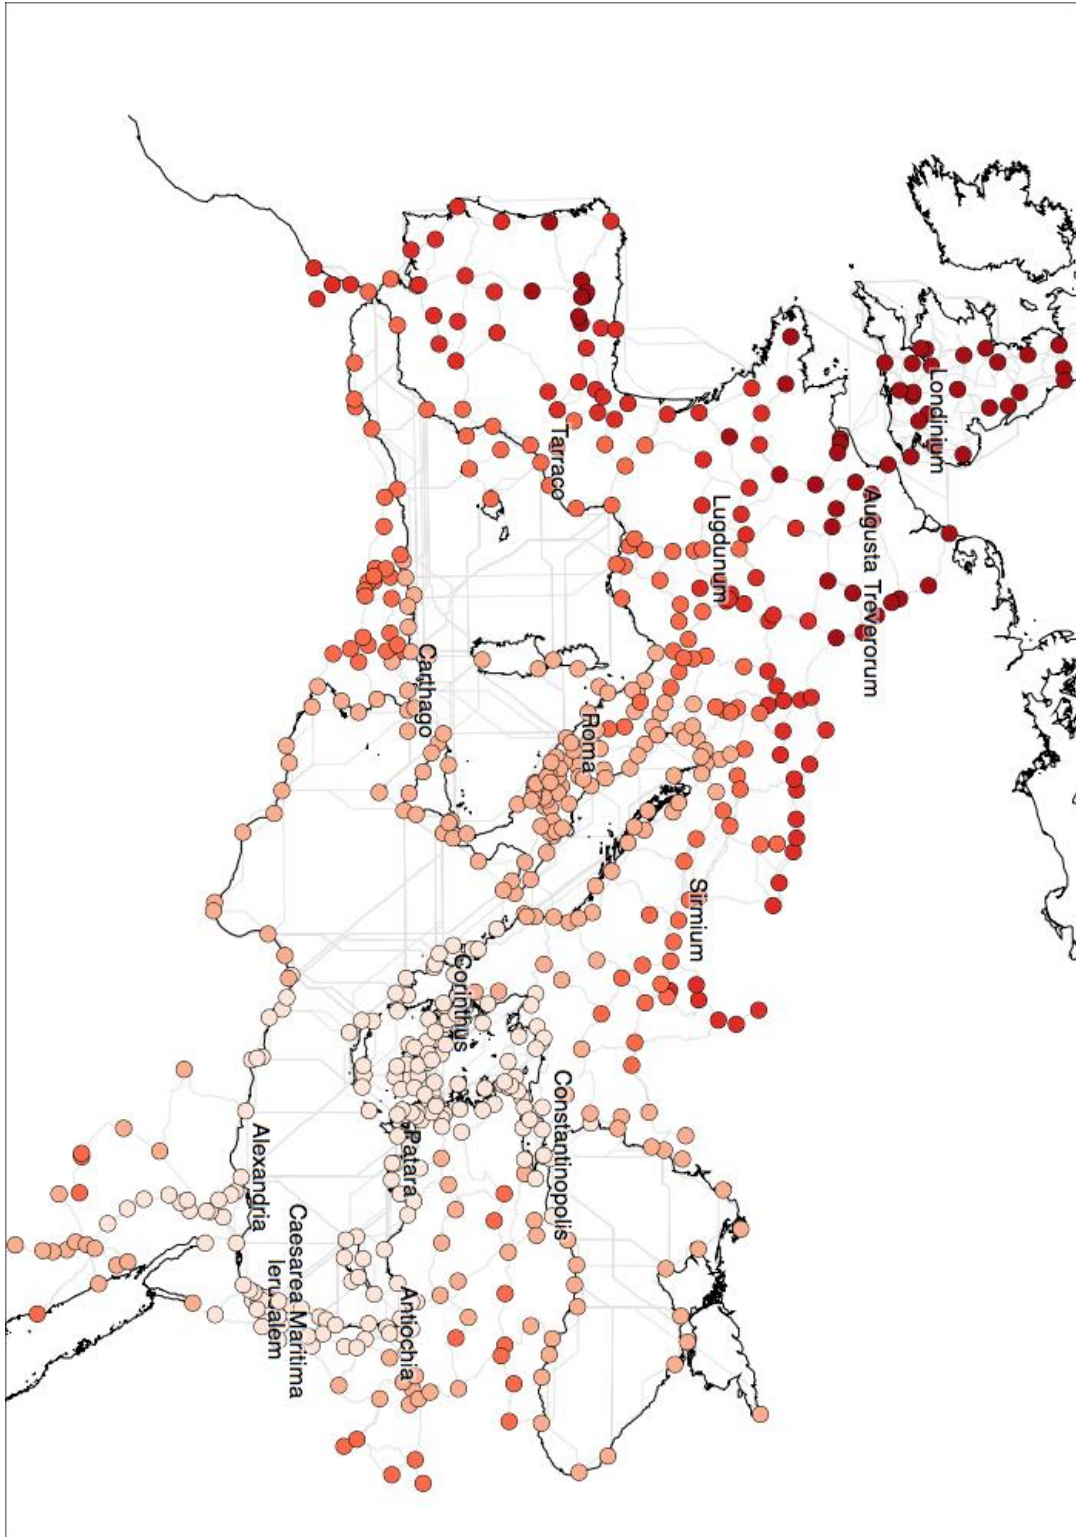 Londinium
Augusta Treverorum
Lugdunum
Tarraco
Carthago
Roma
Sirmium
Corinthus
Constantinopolis
Patara
Antiochia
Alexandria
Caesarea Maritima
Ierusalem